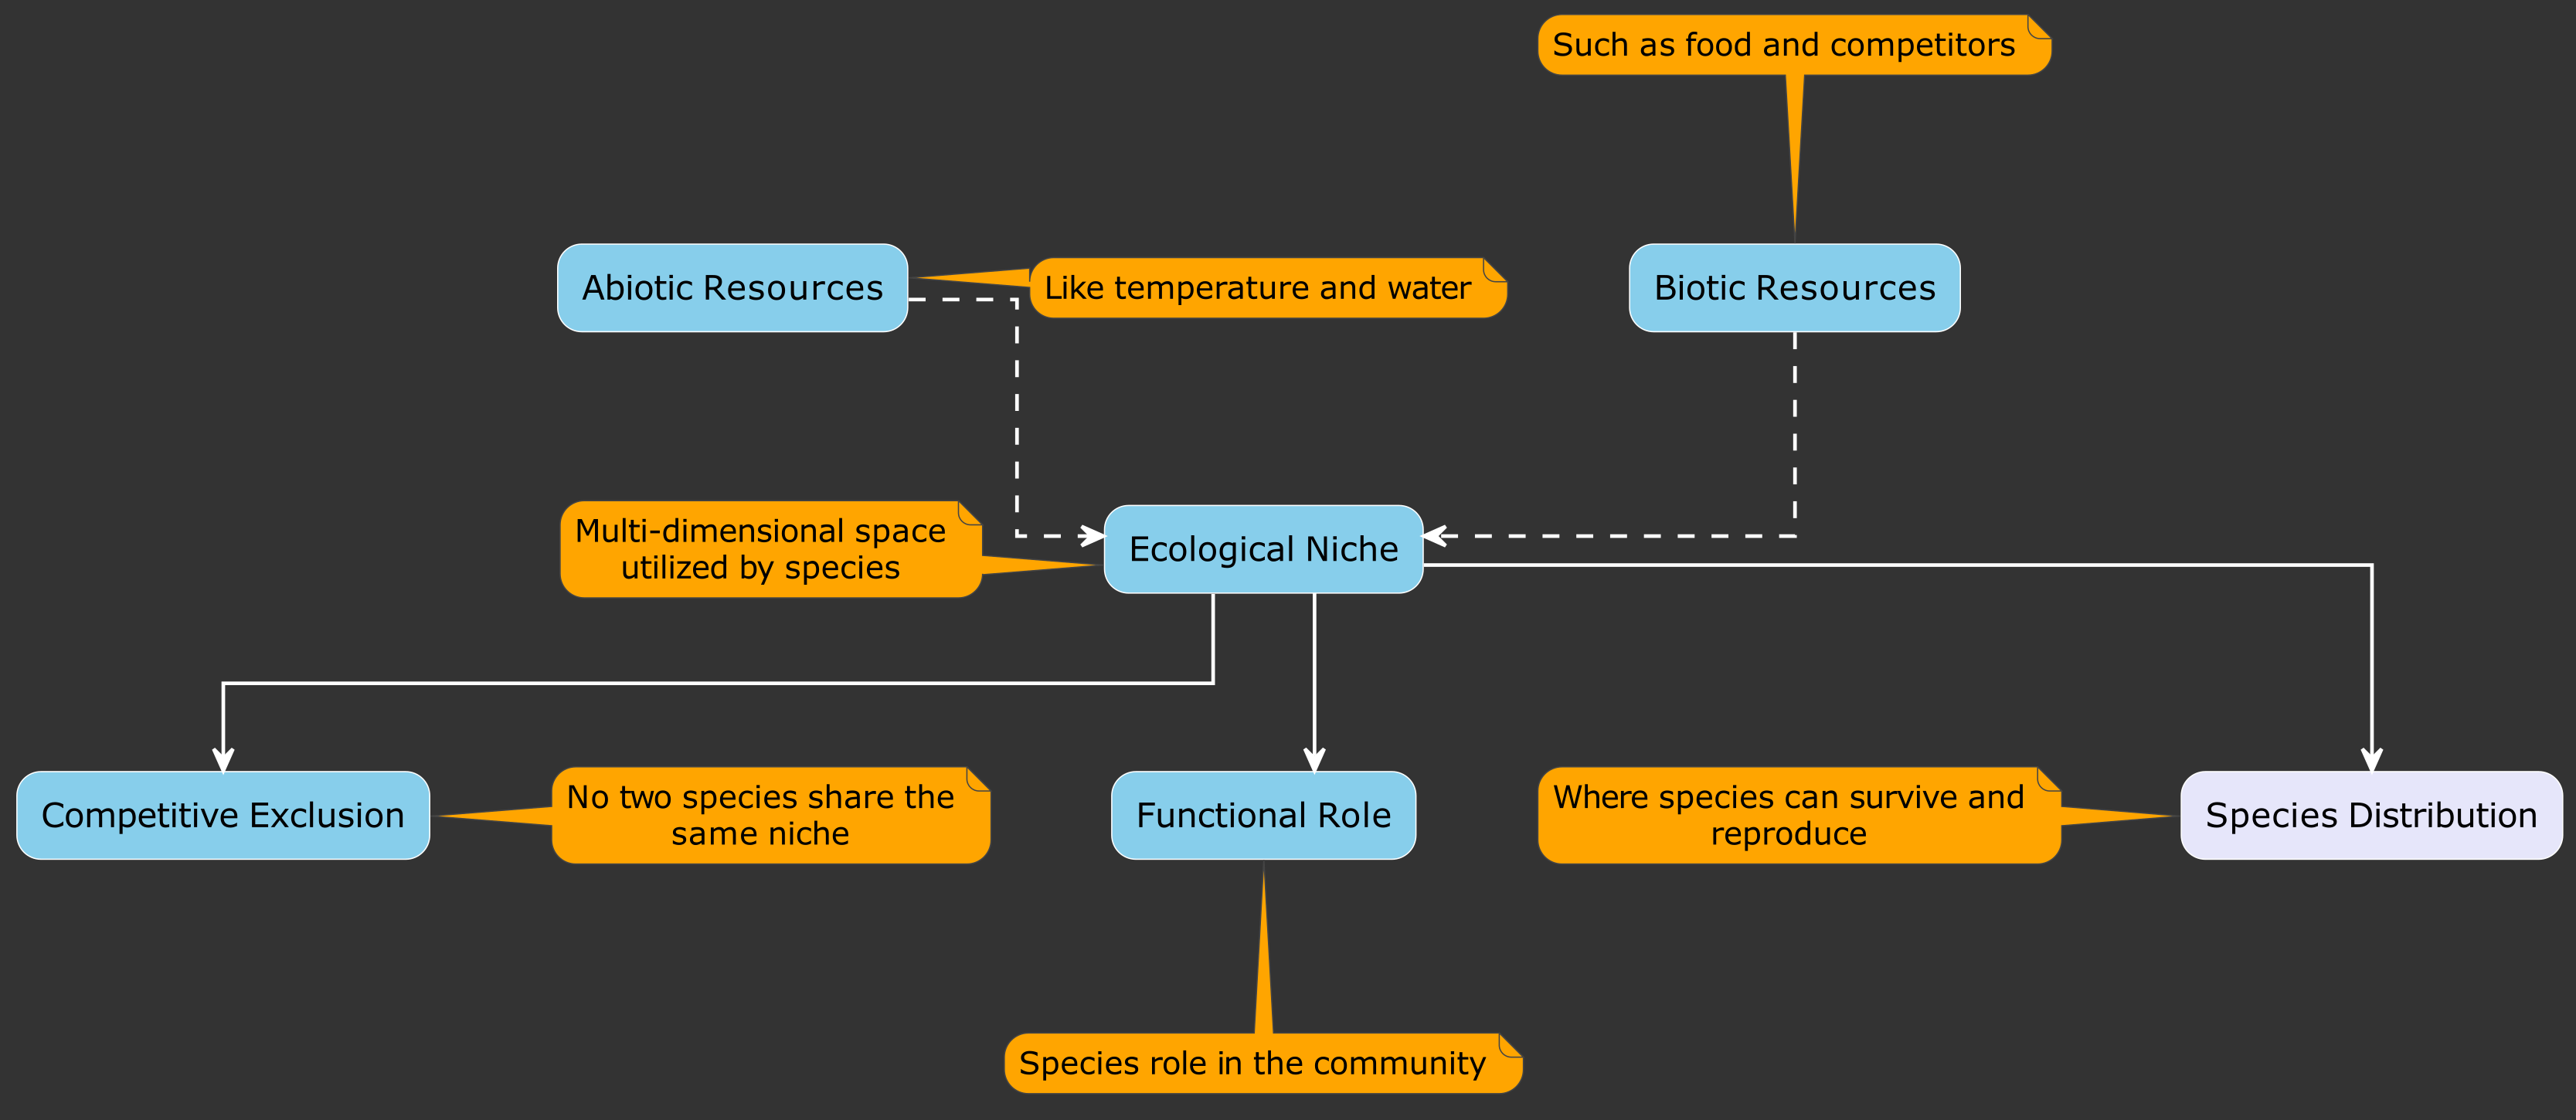 Such as food and competitors
Abiotic Resources
Like temperature and water
Biotic Resources
Multi-dimensional space
utilized by species
Ecological Niche
Competitive Exclusion
No two species share the
same niche
Functional Role
Where species can survive and
reproduce
Species Distribution
Species role in the community